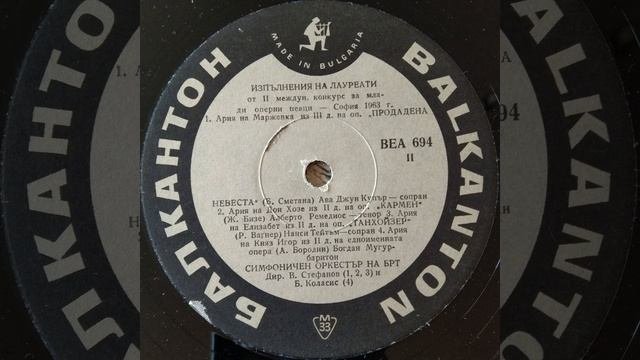 MADE IN BULGARIA
БАЛКАНТОН
BALKANTON
ИЗПЪЛНЕНИЯ НА ЛАУРЕАТИ
от II междун. конкурс за мла-
ди оперни певци — София 1963 г.
1. Ария на Марженка из III д. на оп. „ПРОДАДЕНА
ВЕА 694
II
НЕВЕСТА" (Б. Сметана) Ава Джун Купър — сопран
2. Ария на Дон Хозе из II д. на оп. „КАРМЕН"
(Ж. Бизе) Алберто Ремедиос — тенор 3. Ария
на Елизабет из II д. на оп. „ТАНХОЙЗЕР"
(Р. Вагнер) Нанси Тейтъм—сопран 4. Ария
на Княз Игор из II д. на едноименната
опера (А. Бородин) Богдан Мугур-
баритон
СИМФОНИЧЕН ОРКЕСТЪР НА БРТ
Дир. В. Стефанов (1, 2, 3) и
Б. Коласис (4)
M
33